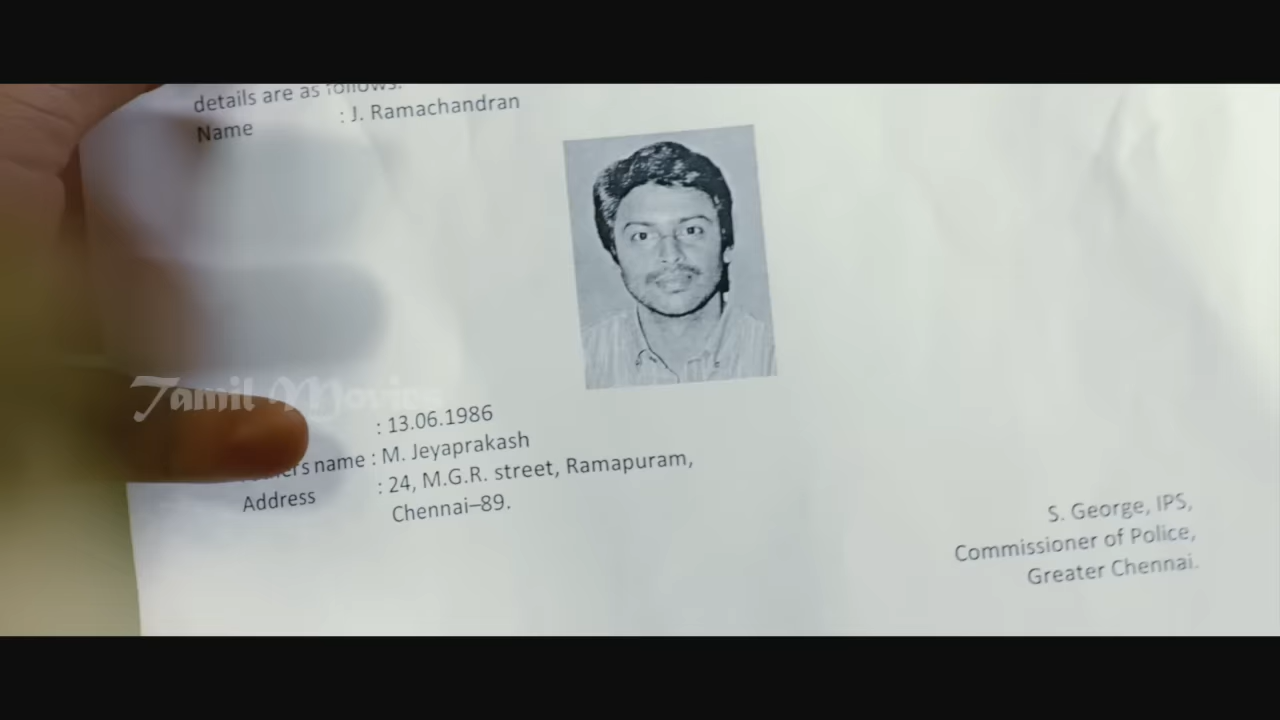 details are as follows:
Name : J. Ramachandran
Tamil Movies
: 13.06.1986
name : M. Jeyaprakash
Address : 24, M.G.R. street, Ramapuram,
Chennai–89.
S. George, IPS,
Commissioner of Police,
Greater Chennai.